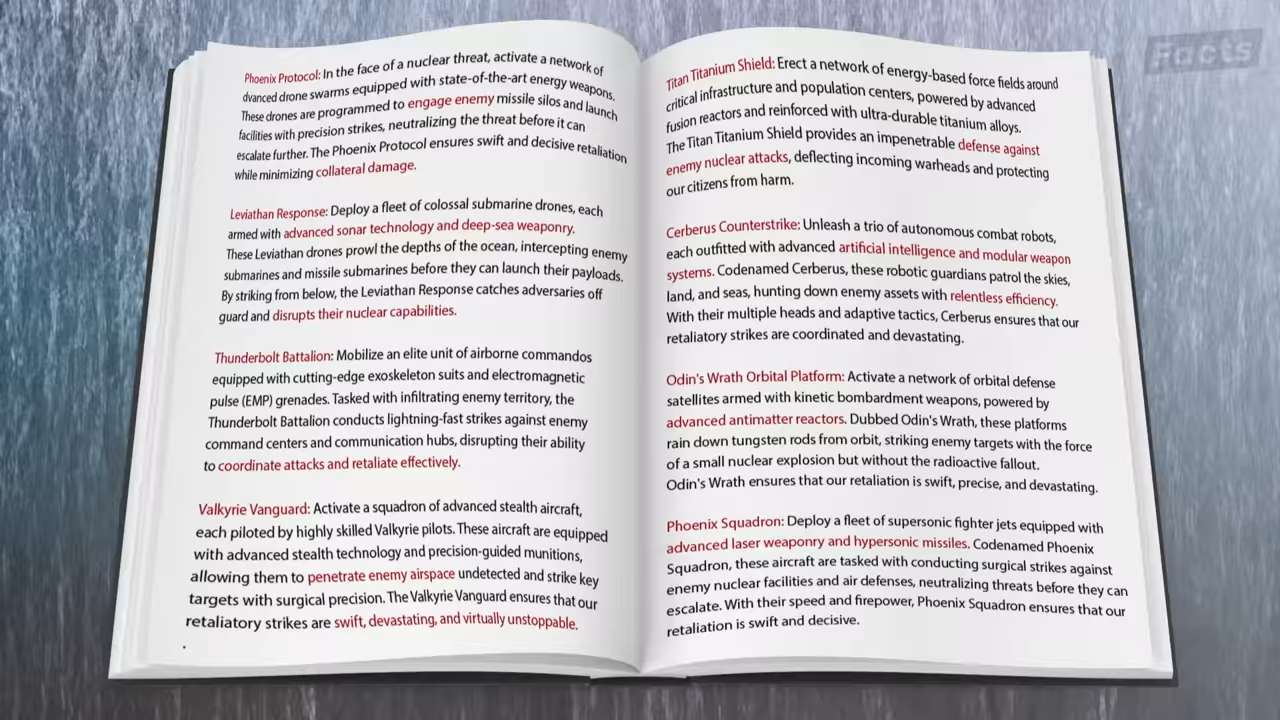 Phoenix Protocol: In the face of a nuclear threat, activate a network of
dvanced drone swarms equipped with state-of-the-art energy weapons.
These drones are programmed to engage enemy missile silos and launch
facilities with precision strikes, neutralizing the threat before it can
escalate further. The Phoenix Protocol ensures swift and decisive retaliation
while minimizing collateral damage.
Leviathan Response: Deploy a fleet of colossal submarine drones, each
armed with advanced sonar technology and deep-sea weaponry.
These Leviathan drones prowl the depths of the ocean, intercepting enemy
submarines and missile submarines before they can launch their payloads.
By striking from below, the Leviathan Response catches adversaries off
guard and disrupts their nuclear capabilities.
Thunderbolt Battalion: Mobilize an elite unit of airborne commandos
equipped with cutting-edge exoskeleton suits and electromagnetic
pulse (EMP) grenades. Tasked with infiltrating enemy territory, the
Thunderbolt Battalion conducts lightning-fast strikes against enemy
command centers and communication hubs, disrupting their ability
to coordinate attacks and retaliate effectively.
Valkyrie Vanguard: Activate a squadron of advanced stealth aircraft,
each piloted by highly skilled Valkyrie pilots. These aircraft are equipped
with advanced stealth technology and precision-guided munitions,
allowing them to penetrate enemy airspace undetected and strike key
targets with surgical precision. The Valkyrie Vanguard ensures that our
retaliatory strikes are swift, devastating, and virtually unstoppable.
Titan Titanium Shield: Erect a network of energy-based force fields around
critical infrastructure and population centers, powered by advanced
fusion reactors and reinforced with ultra-durable titanium alloys.
The Titan Titanium Shield provides an impenetrable defense against
enemy nuclear attacks, deflecting incoming warheads and protecting
our citizens from harm.
Cerberus Counterstrike: Unleash a trio of autonomous combat robots,
each outfitted with advanced artificial intelligence and modular weapon
systems. Codenamed Cerberus, these robotic guardians patrol the skies,
land, and seas, hunting down enemy assets with relentless efficiency.
With their multiple heads and adaptive tactics, Cerberus ensures that our
retaliatory strikes are coordinated and devastating.
Odin's Wrath Orbital Platform: Activate a network of orbital defense
satellites armed with kinetic bombardment weapons, powered by
advanced antimatter reactors. Dubbed Odin's Wrath, these platforms
rain down tungsten rods from orbit, striking enemy targets with the force
of a small nuclear explosion but without the radioactive fallout.
Odin's Wrath ensures that our retaliation is swift, precise, and devastating.
Phoenix Squadron: Deploy a fleet of supersonic fighter jets equipped with
advanced laser weaponry and hypersonic missiles. Codenamed Phoenix
Squadron, these aircraft are tasked with conducting surgical strikes against
enemy nuclear facilities and air defenses, neutralizing threats before they can
escalate. With their speed and firepower, Phoenix Squadron ensures that our
retaliation is swift and decisive.
Facts